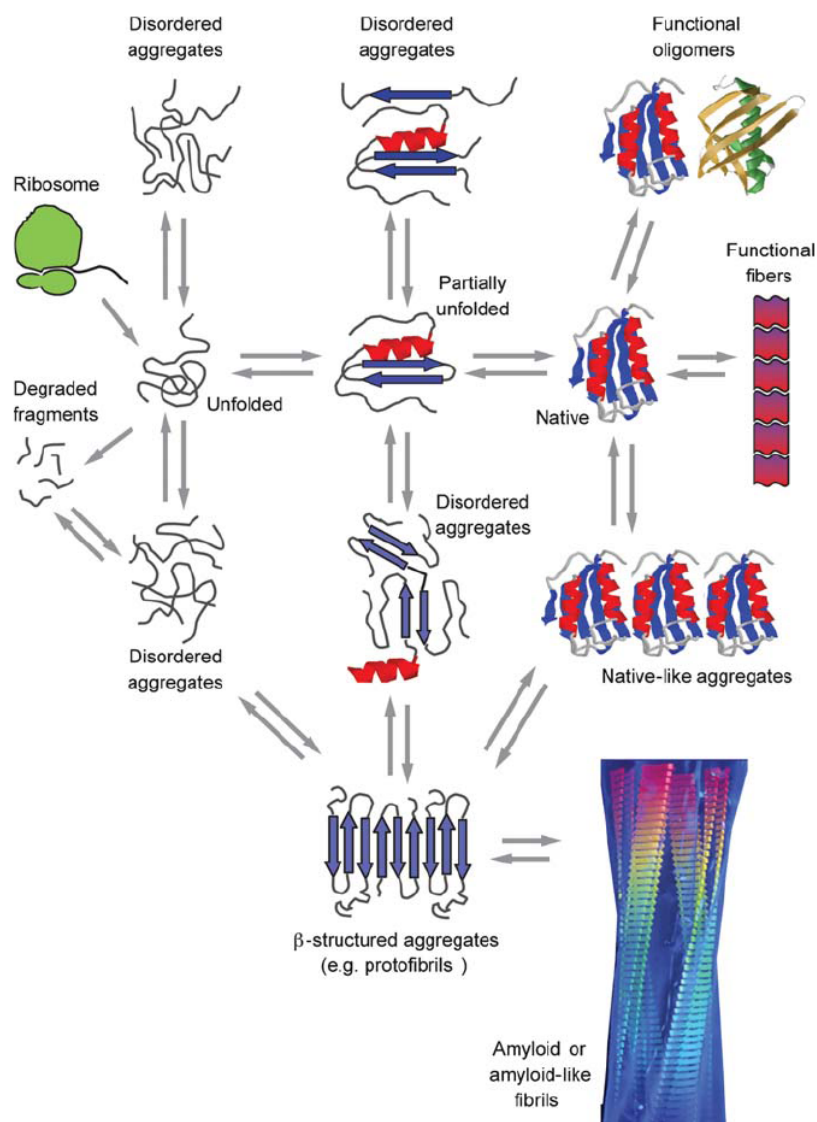 Disordered
aggregates
Disordered
aggregates
Functional
oligomers
Ribosome
Functional
fibers
Partially
unfolded
Degraded
fragments
Unfolded
Native
Disordered
aggregates
Disordered
aggregates
Native-like aggregates
β-structured aggregates
(e.g. protofibrils )
Amyloid or
amyloid-like
fibrils